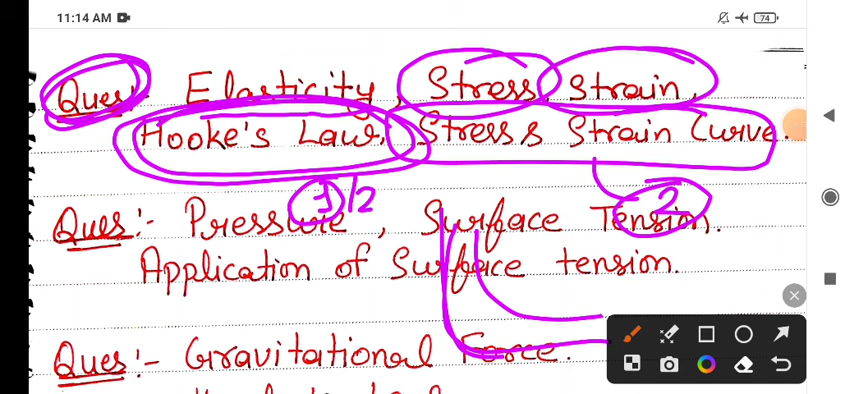 11:14 AM
74
Ques:- Elasticity, Stress, Strain,
Hooke's Law, Stress & Strain Curve.
1/2
2
Ques:- Pressure, Surface Tension.
Application of Surface tension.
Ques:- Gravitational Force.